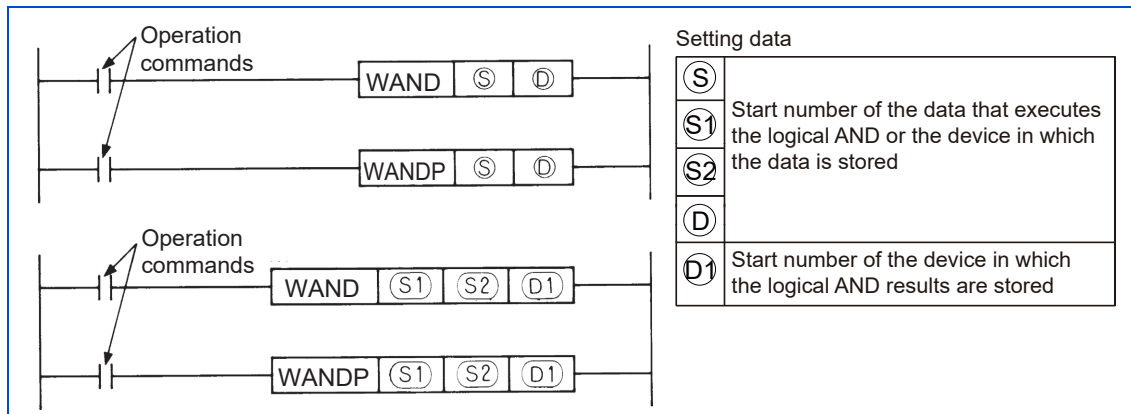 Operation
commands
WAND Ⓢ Ⓓ
WANDP Ⓢ Ⓓ
Operation
commands
WAND S1 S2 D1
WANDP S1 S2 D1
Setting data
Ⓢ
S1
S2
Ⓓ
Start number of the data that executes
the logical AND or the device in which
the data is stored
D1
Start number of the device in which
the logical AND results are stored